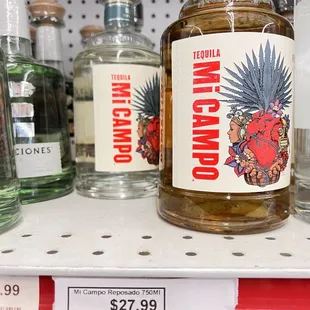 TEQUILA
Mi CAMPO
TEQUILA
Mi CAMPO.
CIONES
.99
Mi Campo Reposado 750Ml
$27.99